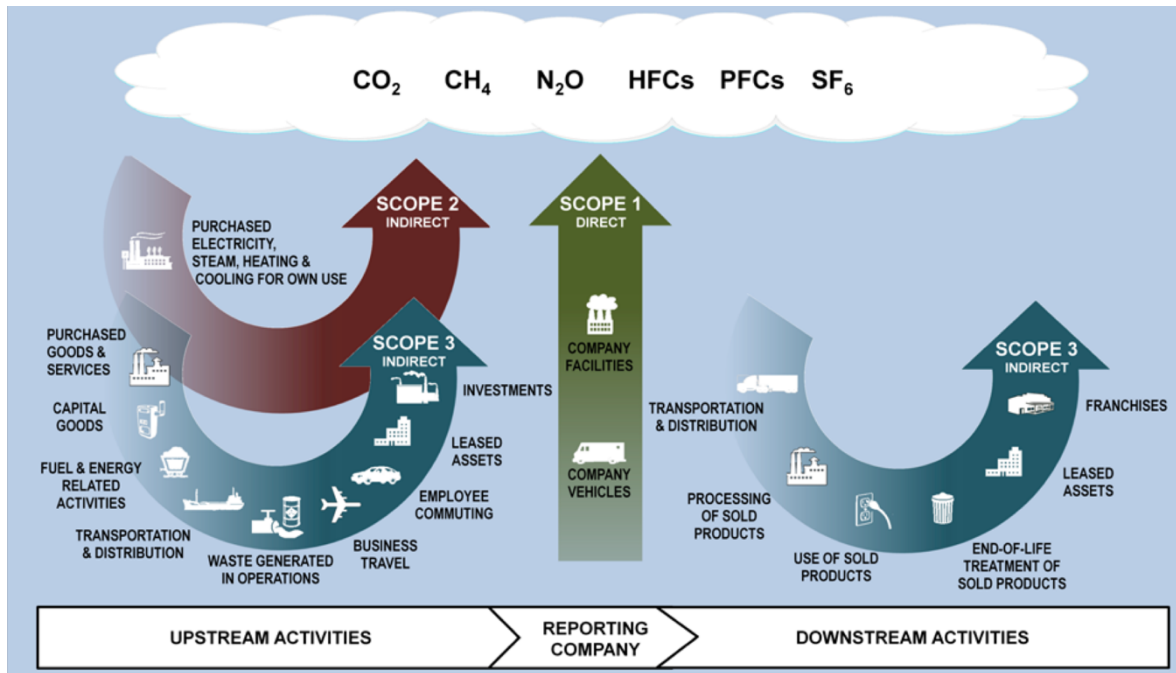 CO₂ CH₄ N₂O HFCs PFCs SF₆
SCOPE 2
INDIRECT
PURCHASED
ELECTRICITY,
STEAM, HEATING &
COOLING FOR OWN USE
SCOPE 3
INDIRECT
PURCHASED
GOODS &
SERVICES
CAPITAL
GOODS
FUEL & ENERGY
RELATED
ACTIVITIES
TRANSPORTATION
& DISTRIBUTION
WASTE GENERATED
IN OPERATIONS
BUSINESS
TRAVEL
EMPLOYEE
COMMUTING
LEASED
ASSETS
INVESTMENTS
SCOPE 1
DIRECT
COMPANY
FACILITIES
COMPANY
VEHICLES
SCOPE 3
INDIRECT
TRANSPORTATION
& DISTRIBUTION
PROCESSING
OF SOLD
PRODUCTS
USE OF SOLD
PRODUCTS
END-OF-LIFE
TREATMENT OF
SOLD PRODUCTS
LEASED
ASSETS
FRANCHISES
UPSTREAM ACTIVITIES
REPORTING
COMPANY
DOWNSTREAM ACTIVITIES